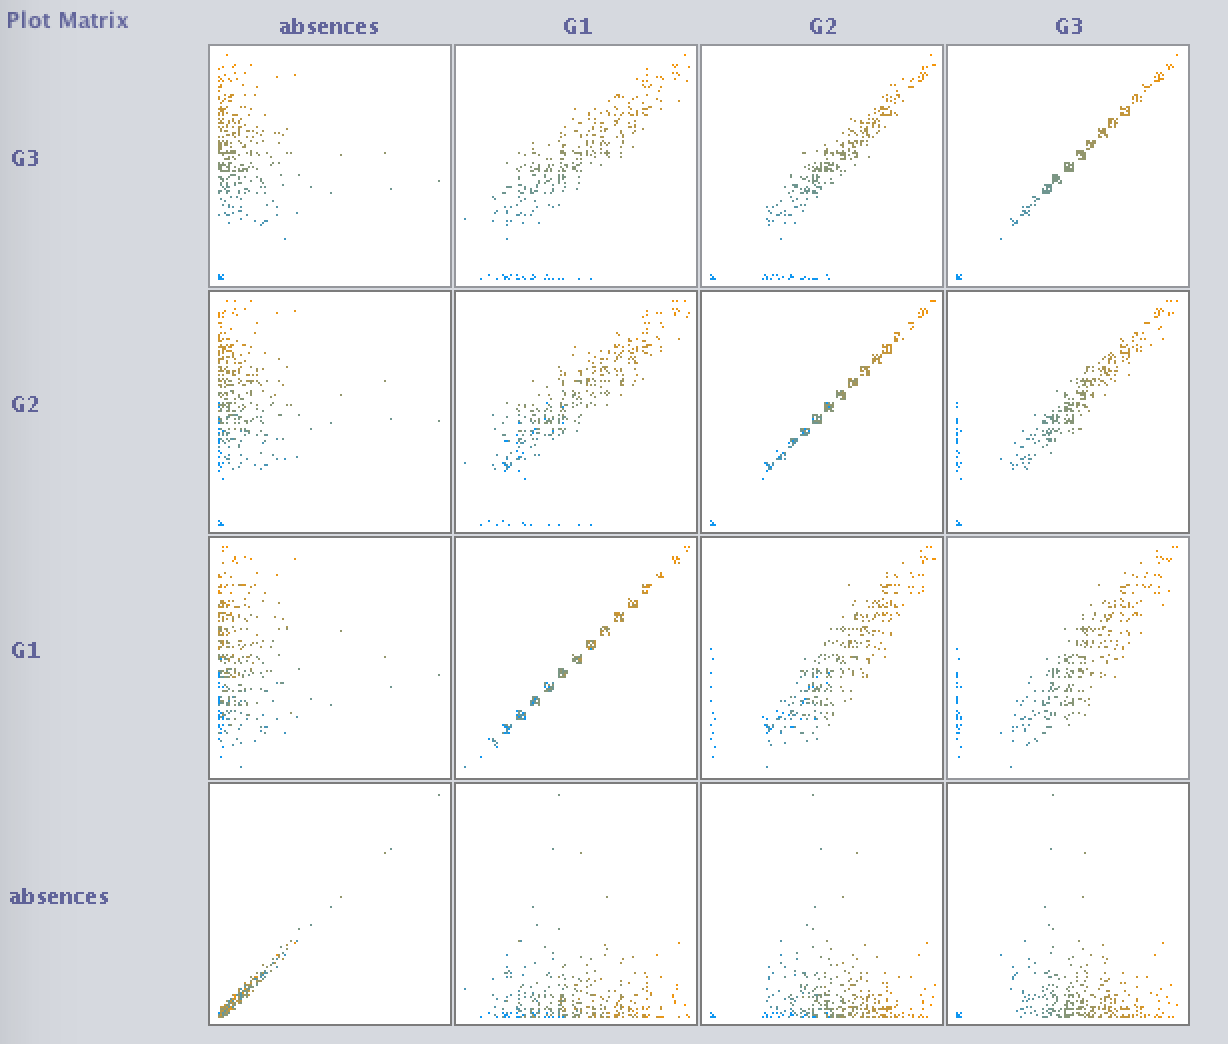 Plot Matrix
absences G1 G2 G3
G3
G2
G1
absences